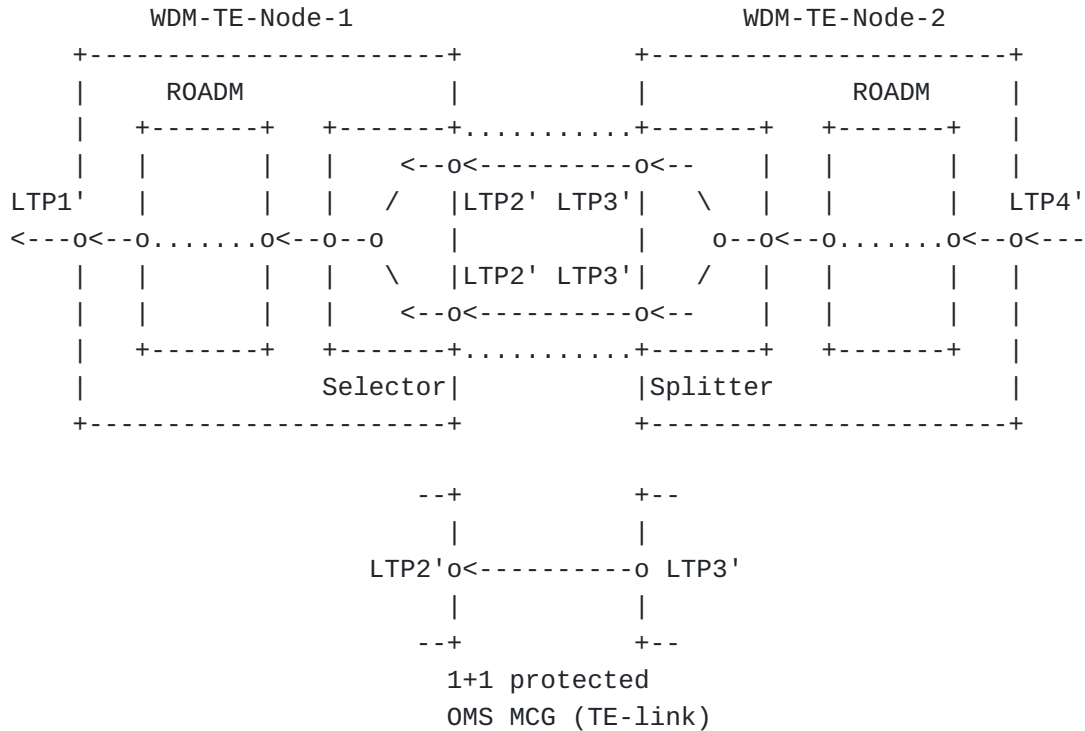 WDM-TE-Node-1 WDM-TE-Node-2
ROADM ROADM
LTP1' LTP2' LTP3' LTP4'
LTP2' LTP3'
Selector Splitter
LTP2' LTP3'
1+1 protected
OMS MCG (TE-link)